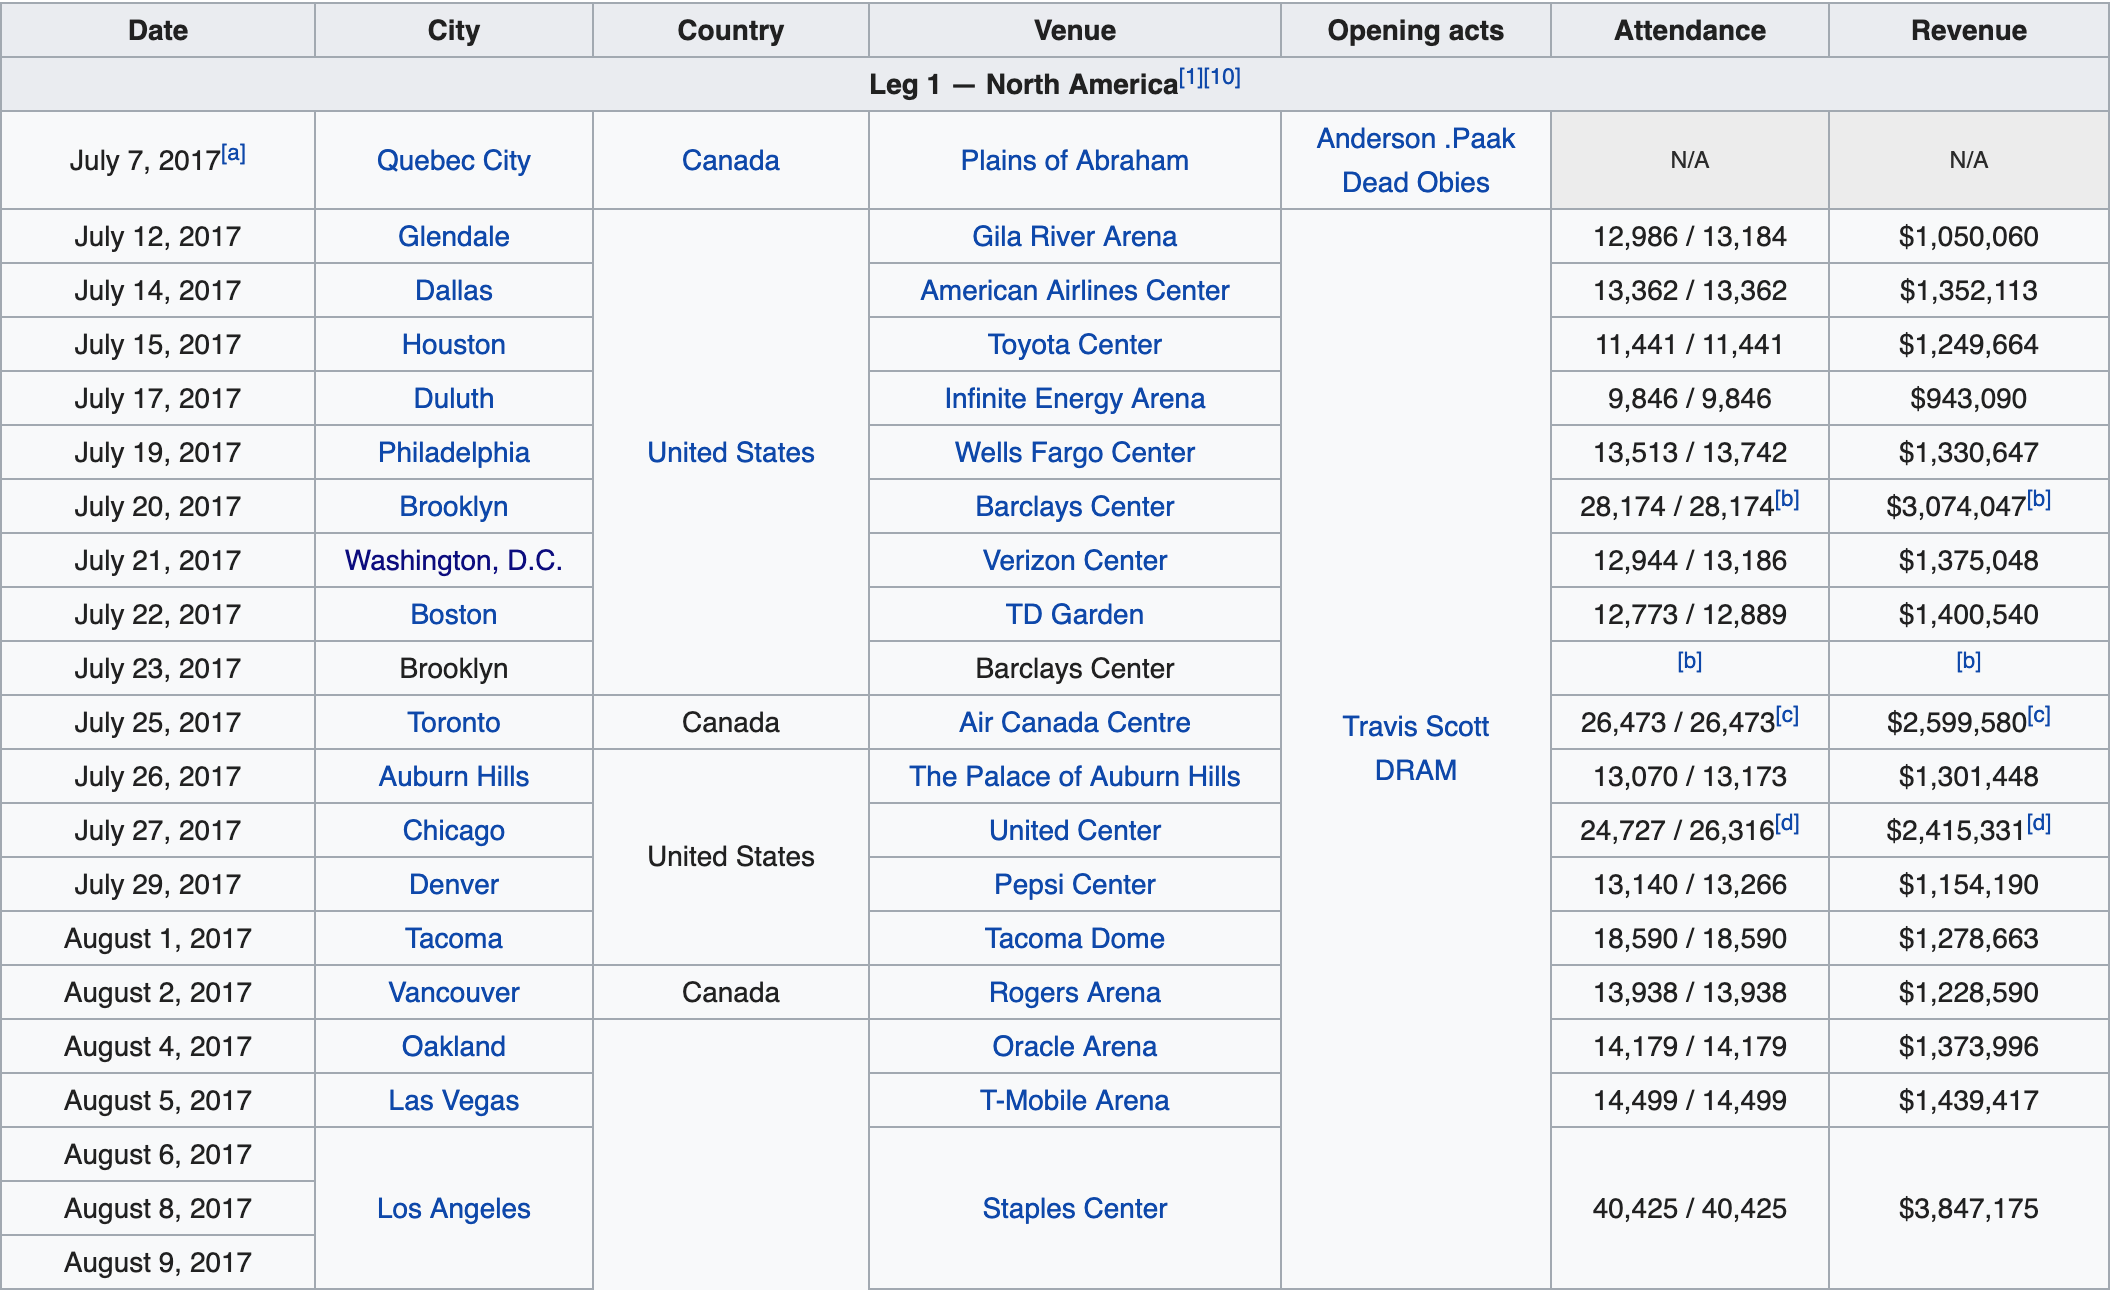 Date City Country Venue Opening acts Attendance Revenue
Leg 1 — North America[1][10]
July 7, 2017[a] Quebec City Canada Plains of Abraham Anderson .Paak Dead Obies N/A N/A
July 12, 2017 Glendale United States Gila River Arena Travis Scott DRAM 12,986 / 13,184 $1,050,060
July 14, 2017 Dallas American Airlines Center 13,362 / 13,362 $1,352,113
July 15, 2017 Houston Toyota Center 11,441 / 11,441 $1,249,664
July 17, 2017 Duluth Infinite Energy Arena 9,846 / 9,846 $943,090
July 19, 2017 Philadelphia Wells Fargo Center 13,513 / 13,742 $1,330,647
July 20, 2017 Brooklyn Barclays Center 28,174 / 28,174[b] $3,074,047[b]
July 21, 2017 Washington, D.C. Verizon Center 12,944 / 13,186 $1,375,048
July 22, 2017 Boston TD Garden 12,773 / 12,889 $1,400,540
July 23, 2017 Brooklyn Barclays Center [b] [b]
July 25, 2017 Toronto Canada Air Canada Centre 26,473 / 26,473[c] $2,599,580[c]
July 26, 2017 Auburn Hills United States The Palace of Auburn Hills 13,070 / 13,173 $1,301,448
July 27, 2017 Chicago United Center 24,727 / 26,316[d] $2,415,331[d]
July 29, 2017 Denver Pepsi Center 13,140 / 13,266 $1,154,190
August 1, 2017 Tacoma Tacoma Dome 18,590 / 18,590 $1,278,663
August 2, 2017 Vancouver Canada Rogers Arena 13,938 / 13,938 $1,228,590
August 4, 2017 Oakland Oracle Arena 14,179 / 14,179 $1,373,996
August 5, 2017 Las Vegas T-Mobile Arena 14,499 / 14,499 $1,439,417
August 6, 2017 Los Angeles Staples Center 40,425 / 40,425 $3,847,175
August 8, 2017
August 9, 2017